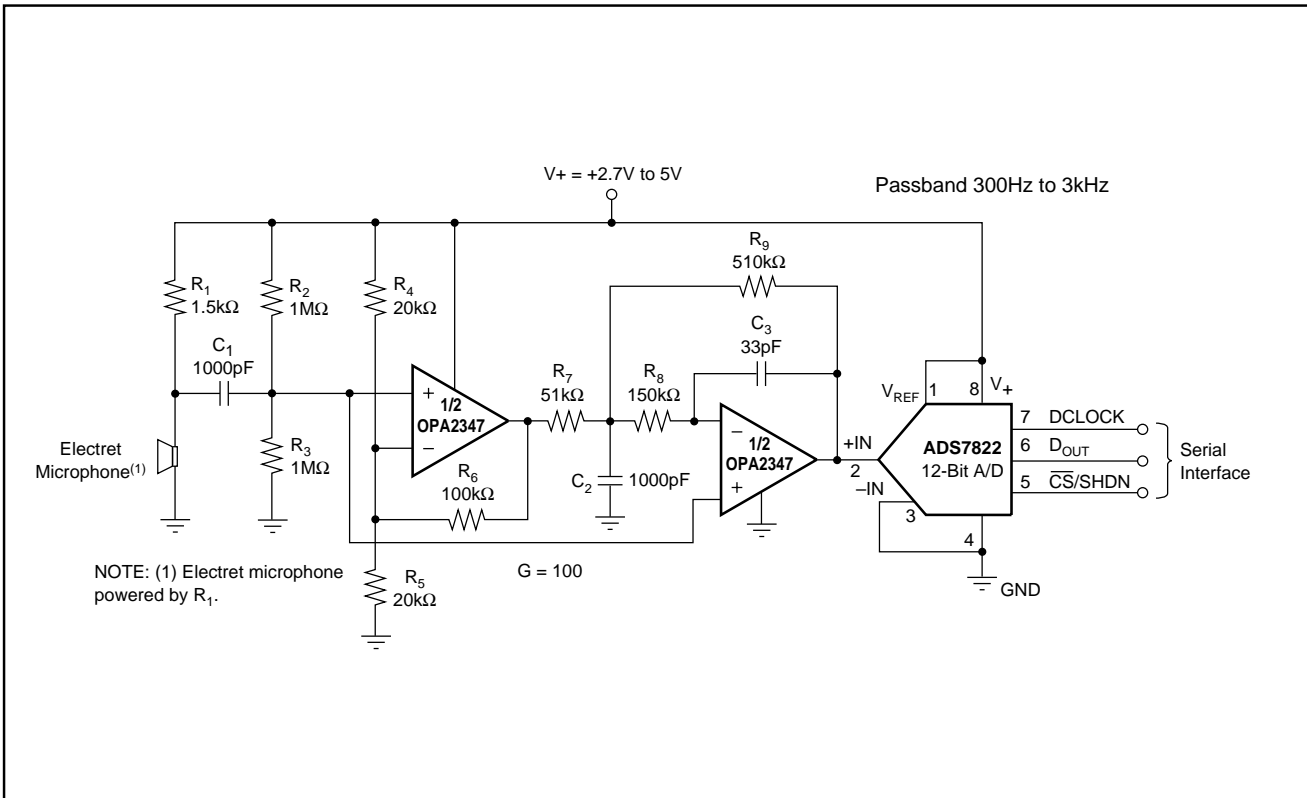 V+ = +2.7V to 5V
Passband 300Hz to 3kHz
R1
1.5kΩ
R2
1MΩ
R4
20kΩ
R9
510kΩ
C3
33pF
C1
1000pF
R7
51kΩ
R8
150kΩ
VREF
1
8
V+
+
1/2
OPA2347
–
–
1/2
OPA2347
+
+IN
2
–IN
3
ADS7822
12-Bit A/D
7
DCLOCK
6
DOUT
5
CS/SHDN
Serial
Interface
4
GND
Electret
Microphone(1)
R3
1MΩ
R6
100kΩ
C2
1000pF
NOTE: (1) Electret microphone
powered by R1.
R5
20kΩ
G = 100